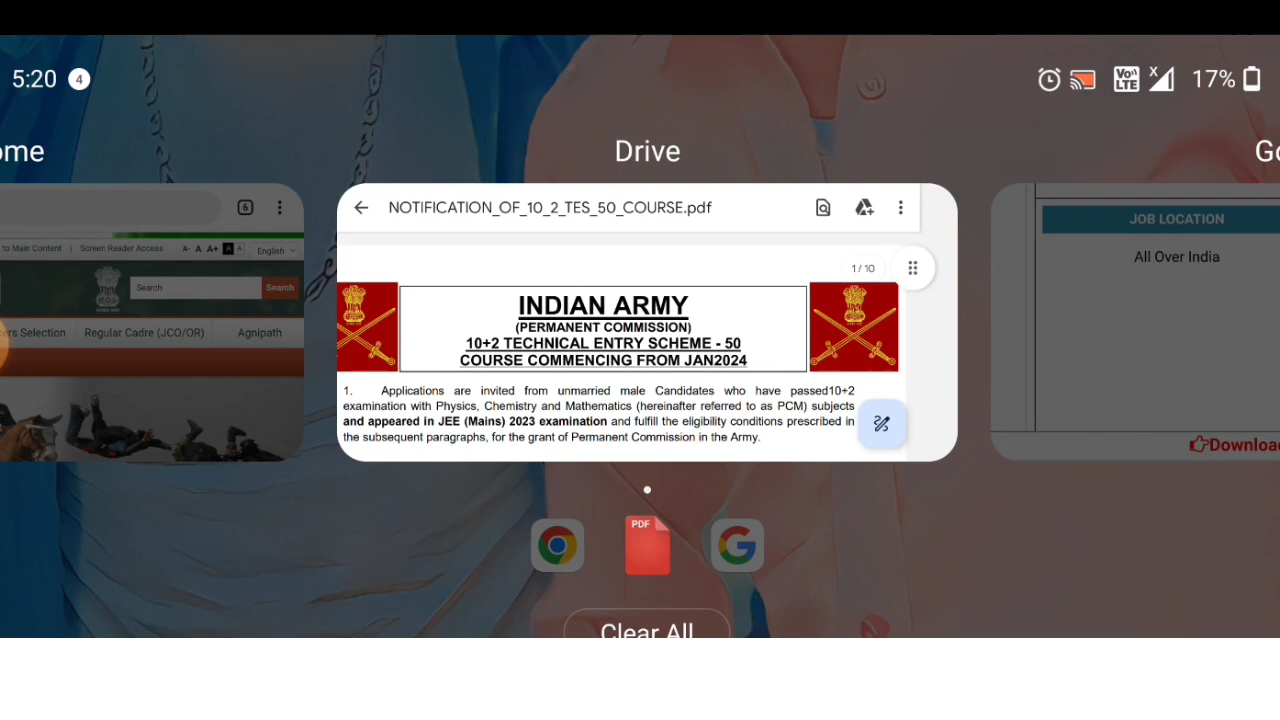 5:20 4
VoLTE x 17%
ome
Drive
Go
6
to Main Content | Screen Reader Access A- A A+ A A English
Search Search
ers Selection Regular Cadre (JCO/OR) Agnipath
NOTIFICATION_OF_10_2_TES_50_COURSE.pdf
1 / 10
INDIAN ARMY
(PERMANENT COMMISSION)
10+2 TECHNICAL ENTRY SCHEME - 50
COURSE COMMENCING FROM JAN2024
1. Applications are invited from unmarried male Candidates who have passed10+2
examination with Physics, Chemistry and Mathematics (hereinafter referred to as PCM) subjects
and appeared in JEE (Mains) 2023 examination and fulfill the eligibility conditions prescribed in
the subsequent paragraphs, for the grant of Permanent Commission in the Army.
JOB LOCATION
All Over India
Downloa
PDF
Clear All